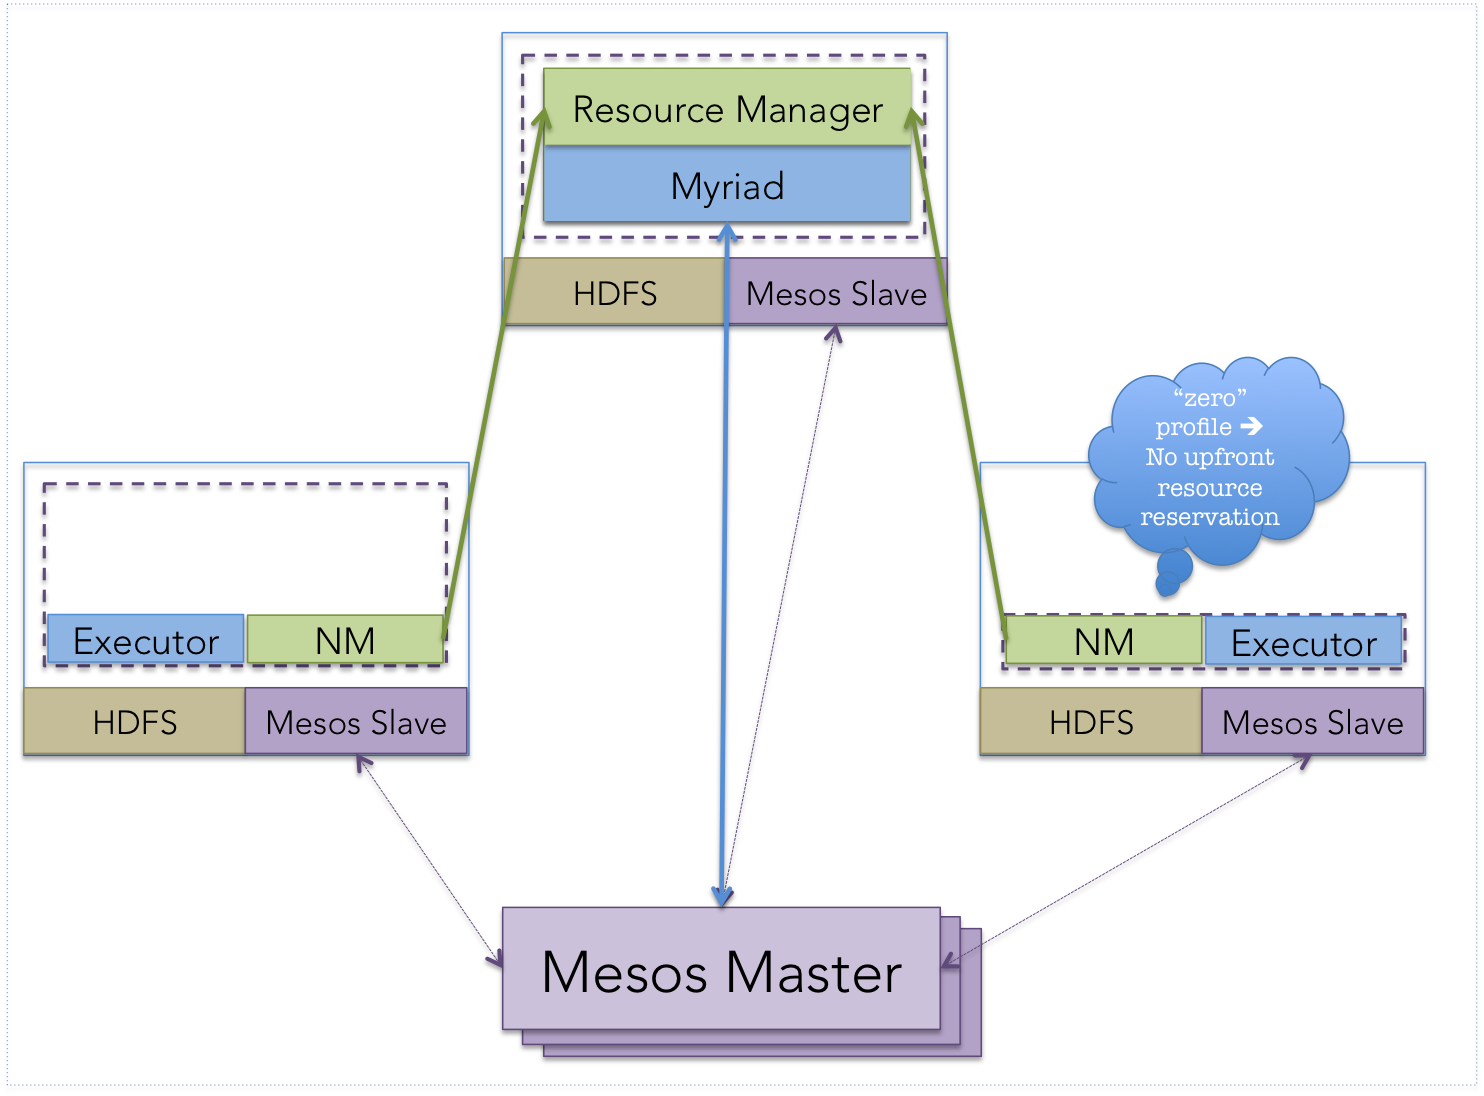 Resource Manager
Myriad
HDFS
Mesos Slave
“zero”
profile ➔
No upfront
resource
reservation
Executor
NM
HDFS
Mesos Slave
NM
Executor
HDFS
Mesos Slave
Mesos Master